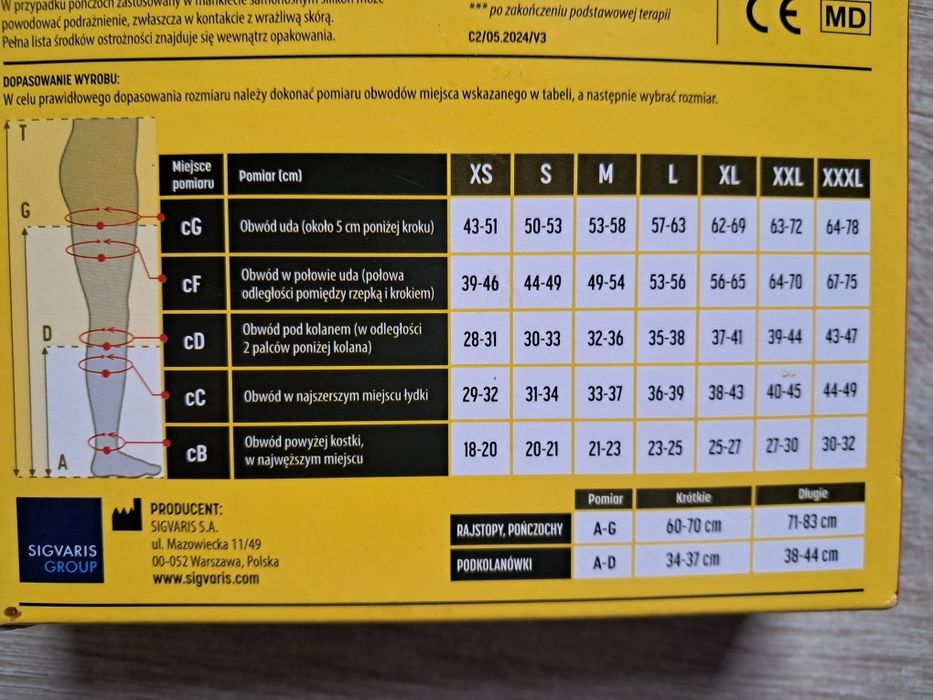 W przypadku pończoch zastosowany w mankiecie samonośnym silikon może
powodować podrażnienie, zwłaszcza w kontakcie z wrażliwą skórą.
Pełna lista środków ostrożności znajduje się wewnątrz opakowania.
*** po zakończeniu podstawowej terapii
C2/05.2024/V3
CE MD
DOPASOWANIE WYROBU:
W celu prawidłowego dopasowania rozmiaru należy dokonać pomiaru obwodów miejsca wskazanego w tabeli, a następnie wybrać rozmiar.
T
G
D
A
Miejsce pomiaru Pomiar (cm) XS S M L XL XXL XXXL
cG Obwód uda (około 5 cm poniżej kroku) 43-51 50-53 53-58 57-63 62-69 63-72 64-78
cF Obwód w połowie uda (połowa odległości pomiędzy rzepką i krokiem) 39-46 44-49 49-54 53-56 56-65 64-70 67-75
cD Obwód pod kolanem (w odległości 2 palców poniżej kolana) 28-31 30-33 32-36 35-38 37-41 39-44 43-47
cC Obwód w najszerszym miejscu łydki 29-32 31-34 33-37 36-39 38-43 40-45 44-49
cB Obwód powyżej kostki, w najwęższym miejscu 18-20 20-21 21-23 23-25 25-27 27-30 30-32
SIGVARIS
GROUP
PRODUCENT:
SIGVARIS S.A.
ul. Mazowiecka 11/49
00-052 Warszawa, Polska
www.sigvaris.com
Pomiar Krótkie Długie
RAJSTOPY, POŃCZOCHY A-G 60-70 cm 71-83 cm
PODKOLANÓWKI A-D 34-37 cm 38-44 cm